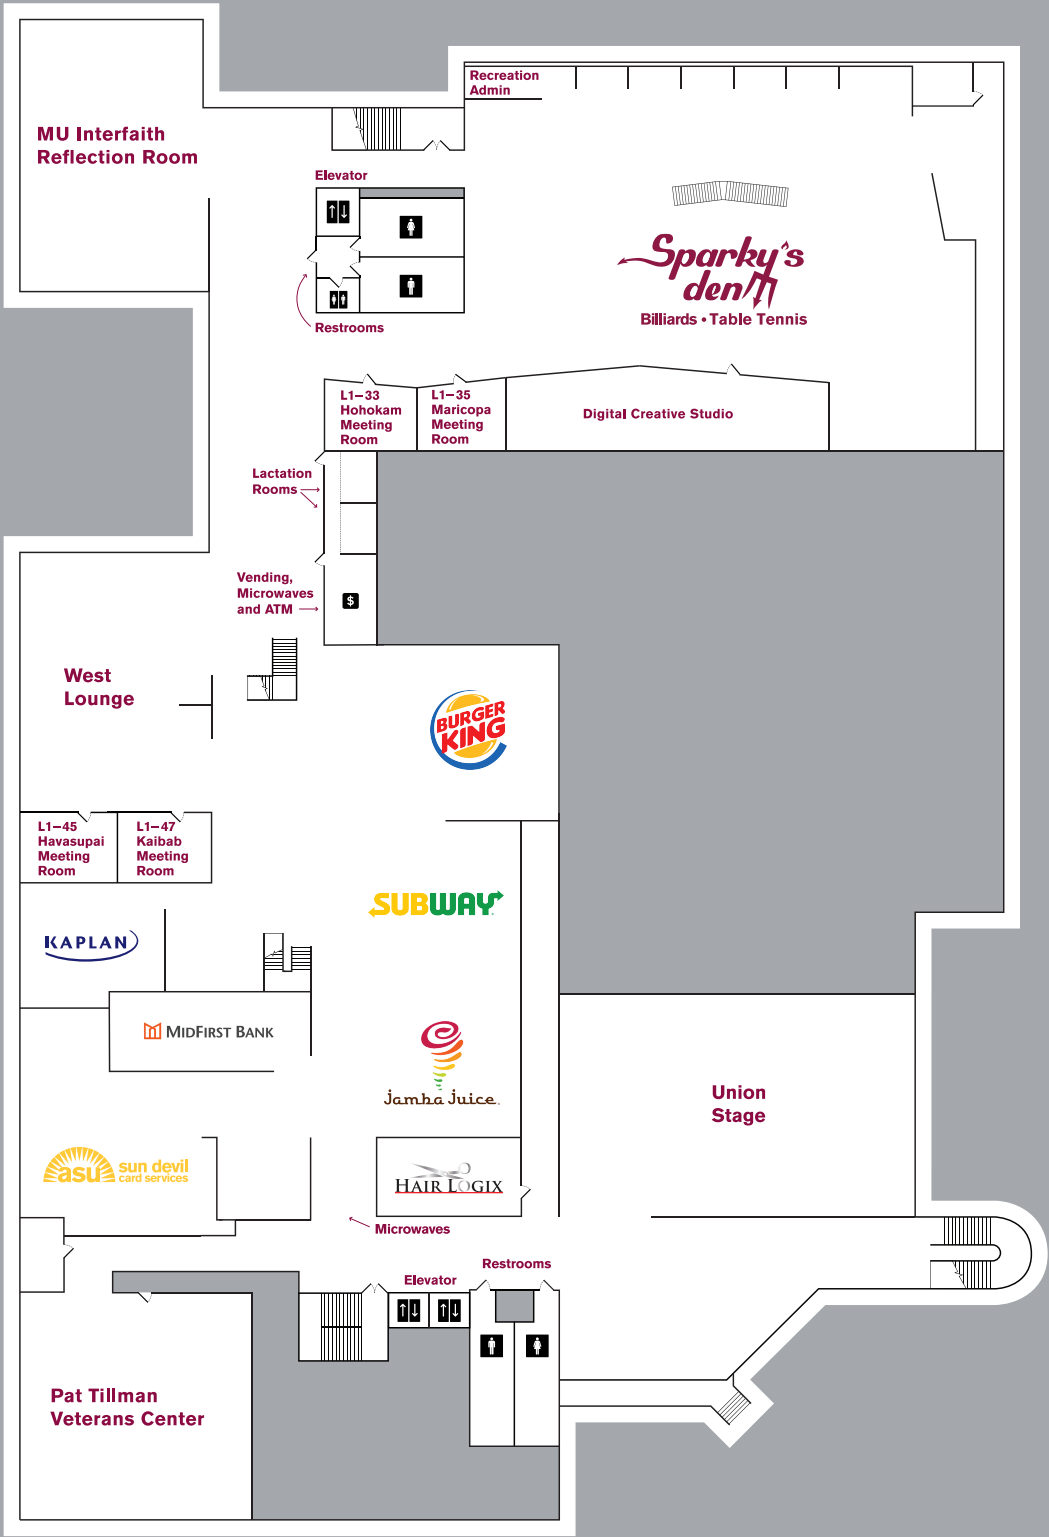 Recreation
Admin
MU Interfaith
Reflection Room
Elevator
Sparky's
den
Billiards • Table Tennis
Restrooms
L1–33
Hohokam
Meeting
Room
L1–35
Maricopa
Meeting
Room
Digital Creative Studio
Lactation
Rooms
Vending,
Microwaves
and ATM
$
West
Lounge
BURGER
KING
L1–45
Havasupai
Meeting
Room
L1–47
Kaibab
Meeting
Room
SUBWAY
KAPLAN
MIDFIRST BANK
Jamba Juice
Union
Stage
asu sun devil
card services
HAIR LOGIX
Microwaves
Restrooms
Elevator
Pat Tillman
Veterans Center